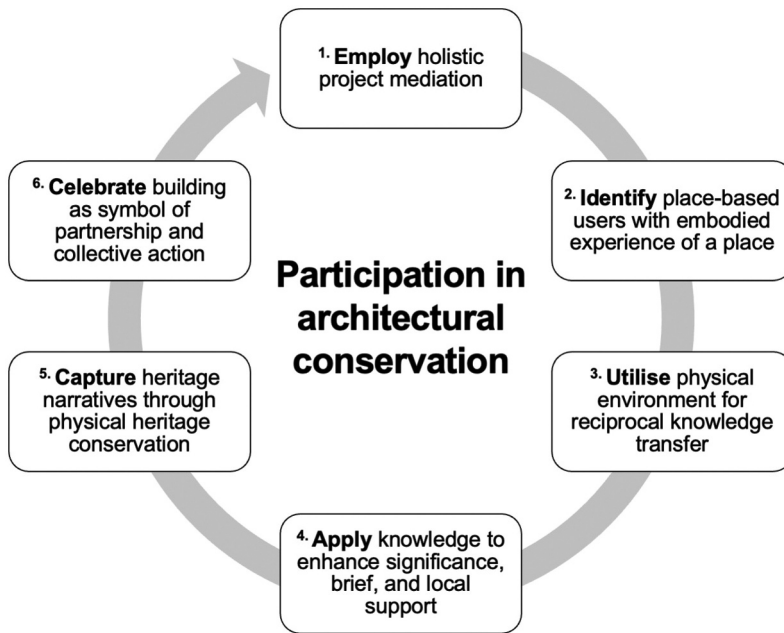 1. Employ holistic
project mediation
2. Identify place-based
users with embodied
experience of a place
3. Utilise physical
environment for
reciprocal knowledge
transfer
4. Apply knowledge to
enhance significance,
brief, and local
support
5. Capture heritage
narratives through
physical heritage
conservation
6. Celebrate building
as symbol of
partnership and
collective action
Participation in
architectural
conservation